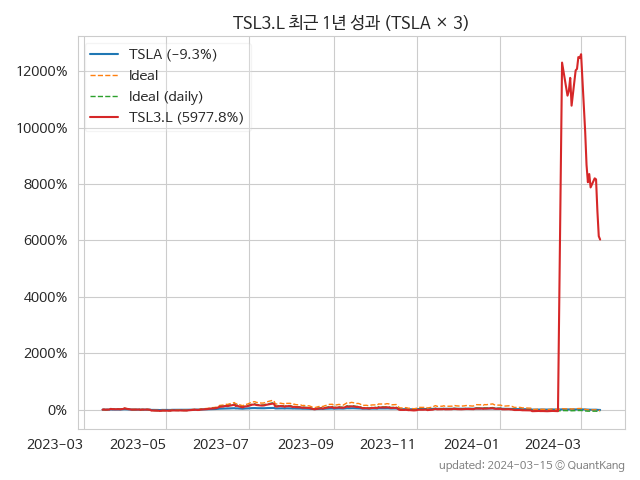 TSL3.L 최근 1년 성과 (TSLA × 3)
TSLA (−9.3%)
Ideal
Ideal (daily)
TSL3.L (5977.8%)
12000%
10000%
8000%
6000%
4000%
2000%
0%
2023−03
2023−05
2023−07
2023−09
2023−11
2024−01
2024−03
updated: 2024−03−15 ⓒ QuantKang